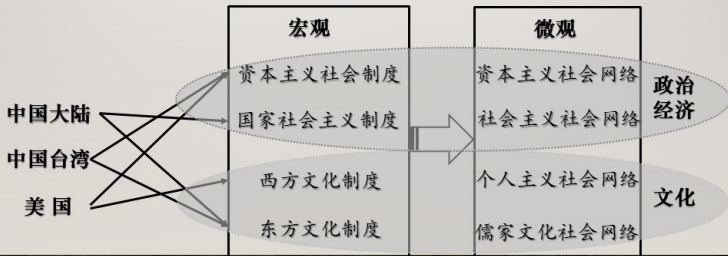 宏观
微观
资本主义社会制度
资本主义社会网络
政治
经济
中国大陆
国家社会主义制度
社会主义社会网络
中国台湾
美国
西方文化制度
个人主义社会网络
文化
东方文化制度
儒家文化社会网络